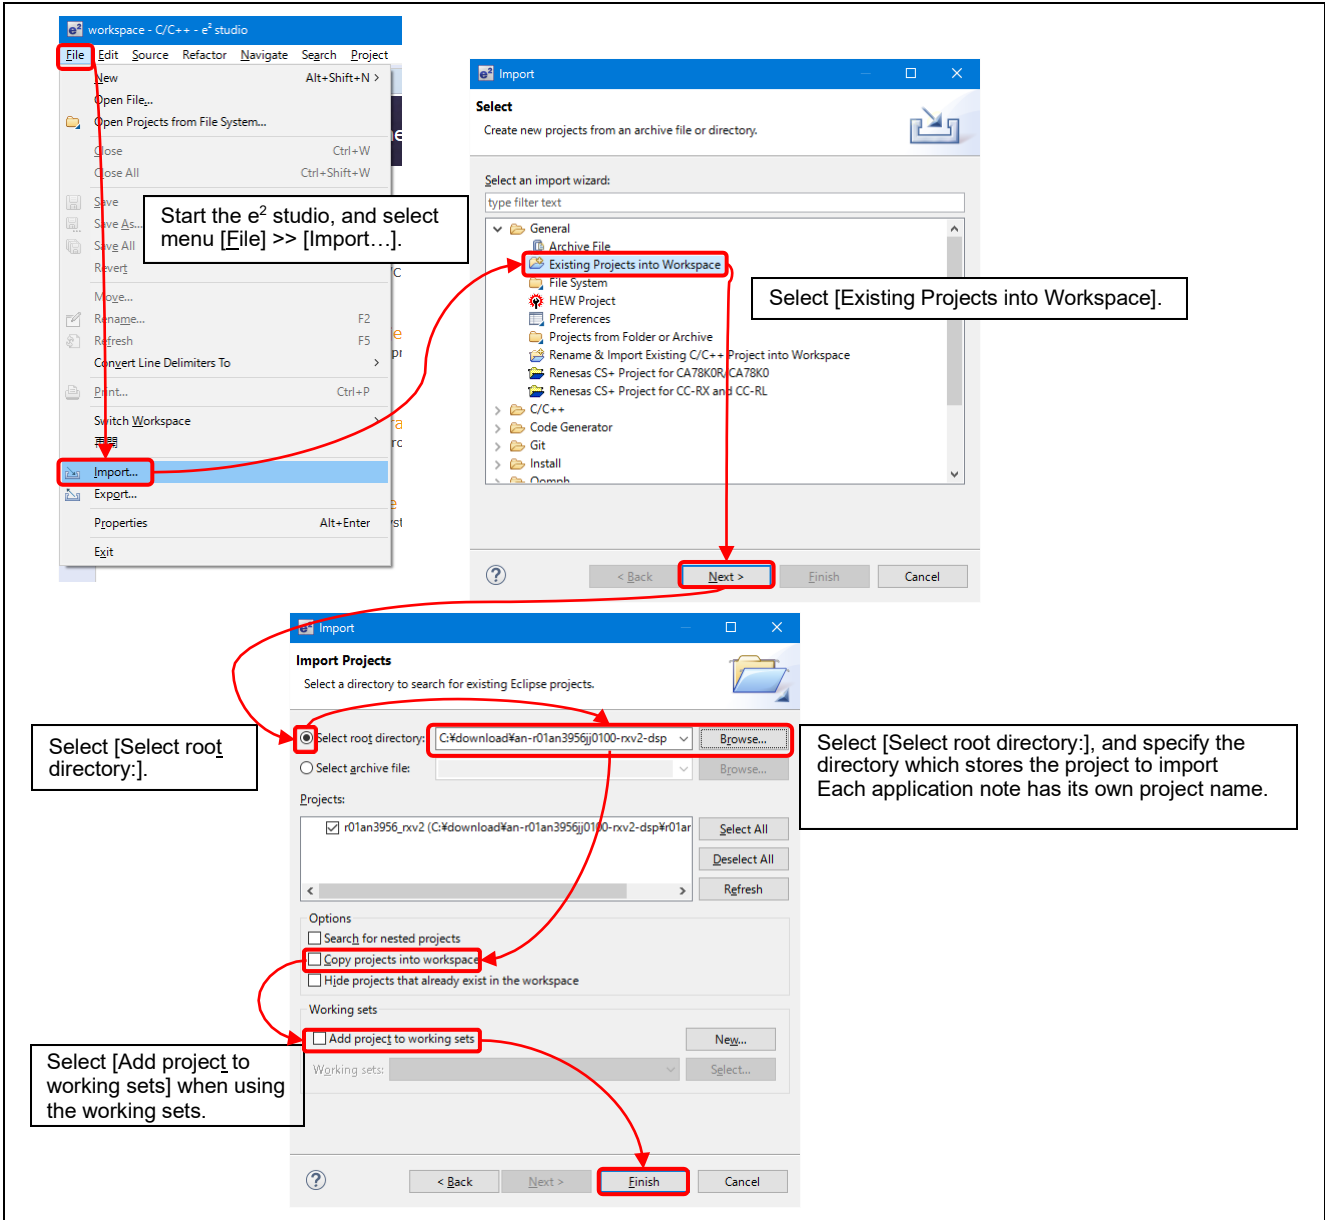 workspace - C/C++ - e² studio
File Edit Source Refactor Navigate Search Project
New Alt+Shift+N >
Open File...
Open Projects from File System...
Close Ctrl+W
Close All Ctrl+Shift+W
Save
Save As...
Save All
Revert
Move...
Rename... F2
Refresh F5
Convert Line Delimiters To >
Print... Ctrl+P
Switch Workspace >
再開
Import...
Export...
Properties Alt+Enter
Exit
Start the e² studio, and select
menu [File] >> [Import…].
e² Import
Select
Create new projects from an archive file or directory.
Select an import wizard:
type filter text
General
Archive File
Existing Projects into Workspace
File System
HEW Project
Preferences
Projects from Folder or Archive
Rename & Import Existing C/C++ Project into Workspace
Renesas CS+ Project for CA78K0R/CA78K0
Renesas CS+ Project for CC-RX and CC-RL
> C/C++
> Code Generator
> Git
> Install
> Oomph
? < Back Next > Finish Cancel
Select [Existing Projects into Workspace].
e² Import
Import Projects
Select a directory to search for existing Eclipse projects.
Select root directory: C:¥download¥an-r01an3956jj0100-rxv2-dsp Browse...
Select archive file: Browse...
Projects:
r01an3956_rxv2 (C:¥download¥an-r01an3956jj0100-rxv2-dsp¥r01ar
Select All
Deselect All
Refresh
Options
Search for nested projects
Copy projects into workspace
Hide projects that already exist in the workspace
Working sets
Add project to working sets New...
Working sets: Select...
? < Back Next > Finish Cancel
Select [Select root
directory:].
Select [Select root directory:], and specify the
directory which stores the project to import
Each application note has its own project name.
Select [Add project to
working sets] when using
the working sets.